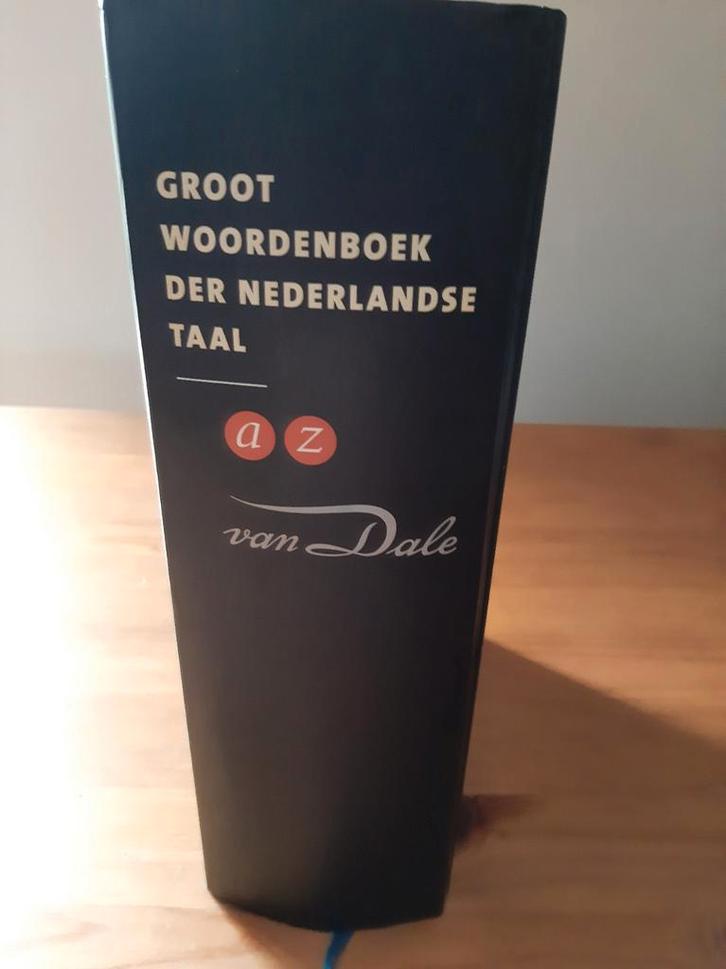 GROOT
WOORDENBOEK
DER NEDERLANDSE
TAAL
a z
van Dale